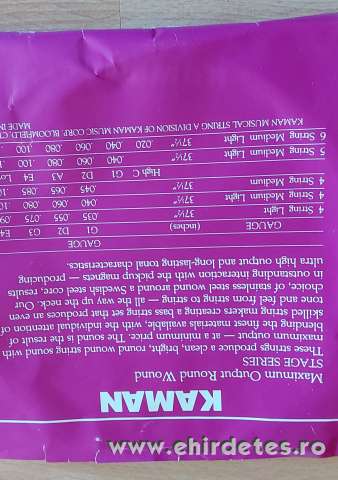 KAMAN
Maximum Output Round Wound
STAGE SERIES
These strings produce a clean, bright, round wound string sound with
maximum output — at a minimum price. The sound is the result of
blending the finest materials available, with the individual attention of
skilled string makers creating a bass string set that produces an even
tone and feel from string to string — all the way up the neck. Our
choice, of stainless steel wound around a Swedish steel core, results
in outstanding interaction with the pickup magnets — producing
ultra high output and long-lasting tonal characteristics.
GAUGE
GAUGE (inches) G1 D2 A3 E4
4 String Light 37½" .035 .055 .075 .09
4 String Medium Light 37½" .040 .060 .080 .10
4 String Medium 37½" .045 .065 .085 .10
High C G1 D2 A3 E4 Low
5 String Medium Light 37½" .040 .060 .080 .100
6 String Medium Light 37½" .020 .040 .060 .080 .100
KAMAN MUSICAL STRING A DIVISION OF KAMAN MUSIC CORP. BLOOMFIELD, CT
MADE IN
www.ehirdetes.ro